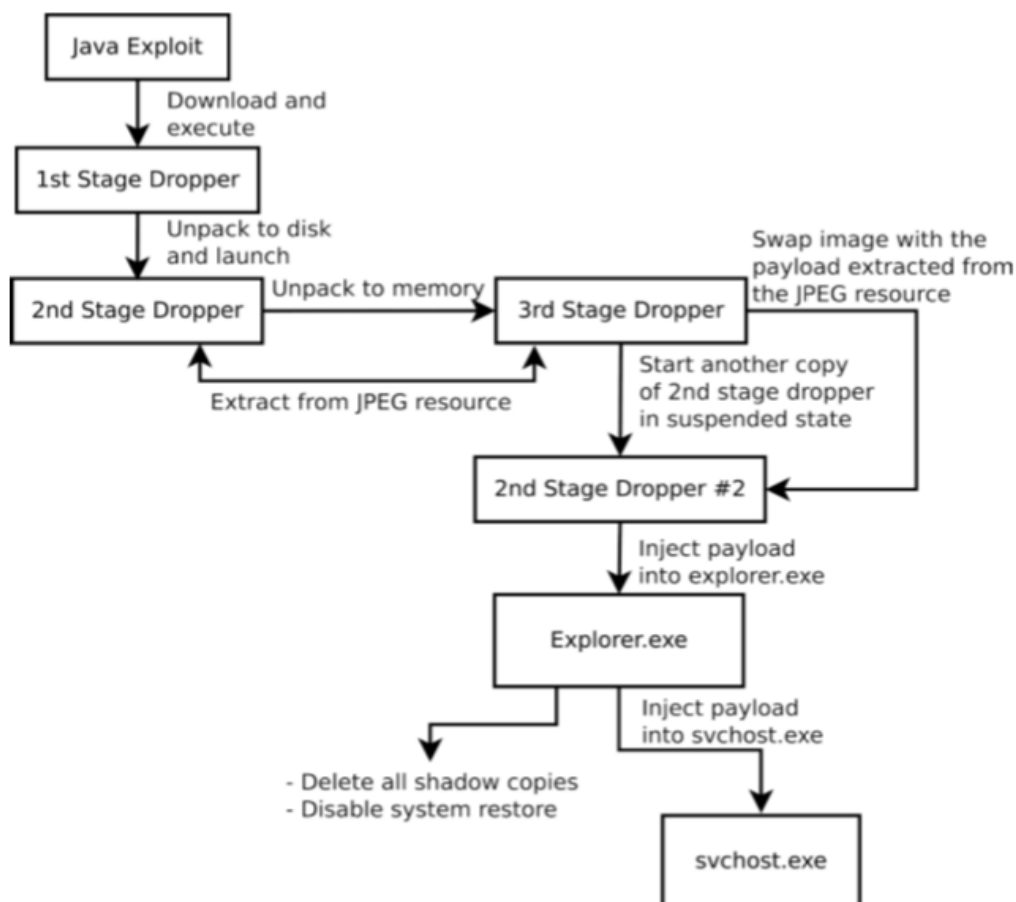 Java Exploit
Download and
execute
1st Stage Dropper
Unpack to disk
and launch
2nd Stage Dropper
Unpack to memory
3rd Stage Dropper
Swap image with the
payload extracted from
the JPEG resource
Extract from JPEG resource
Start another copy
of 2nd stage dropper
in suspended state
2nd Stage Dropper #2
Inject payload
into explorer.exe
Explorer.exe
Inject payload
into svchost.exe
- Delete all shadow copies
- Disable system restore
svchost.exe